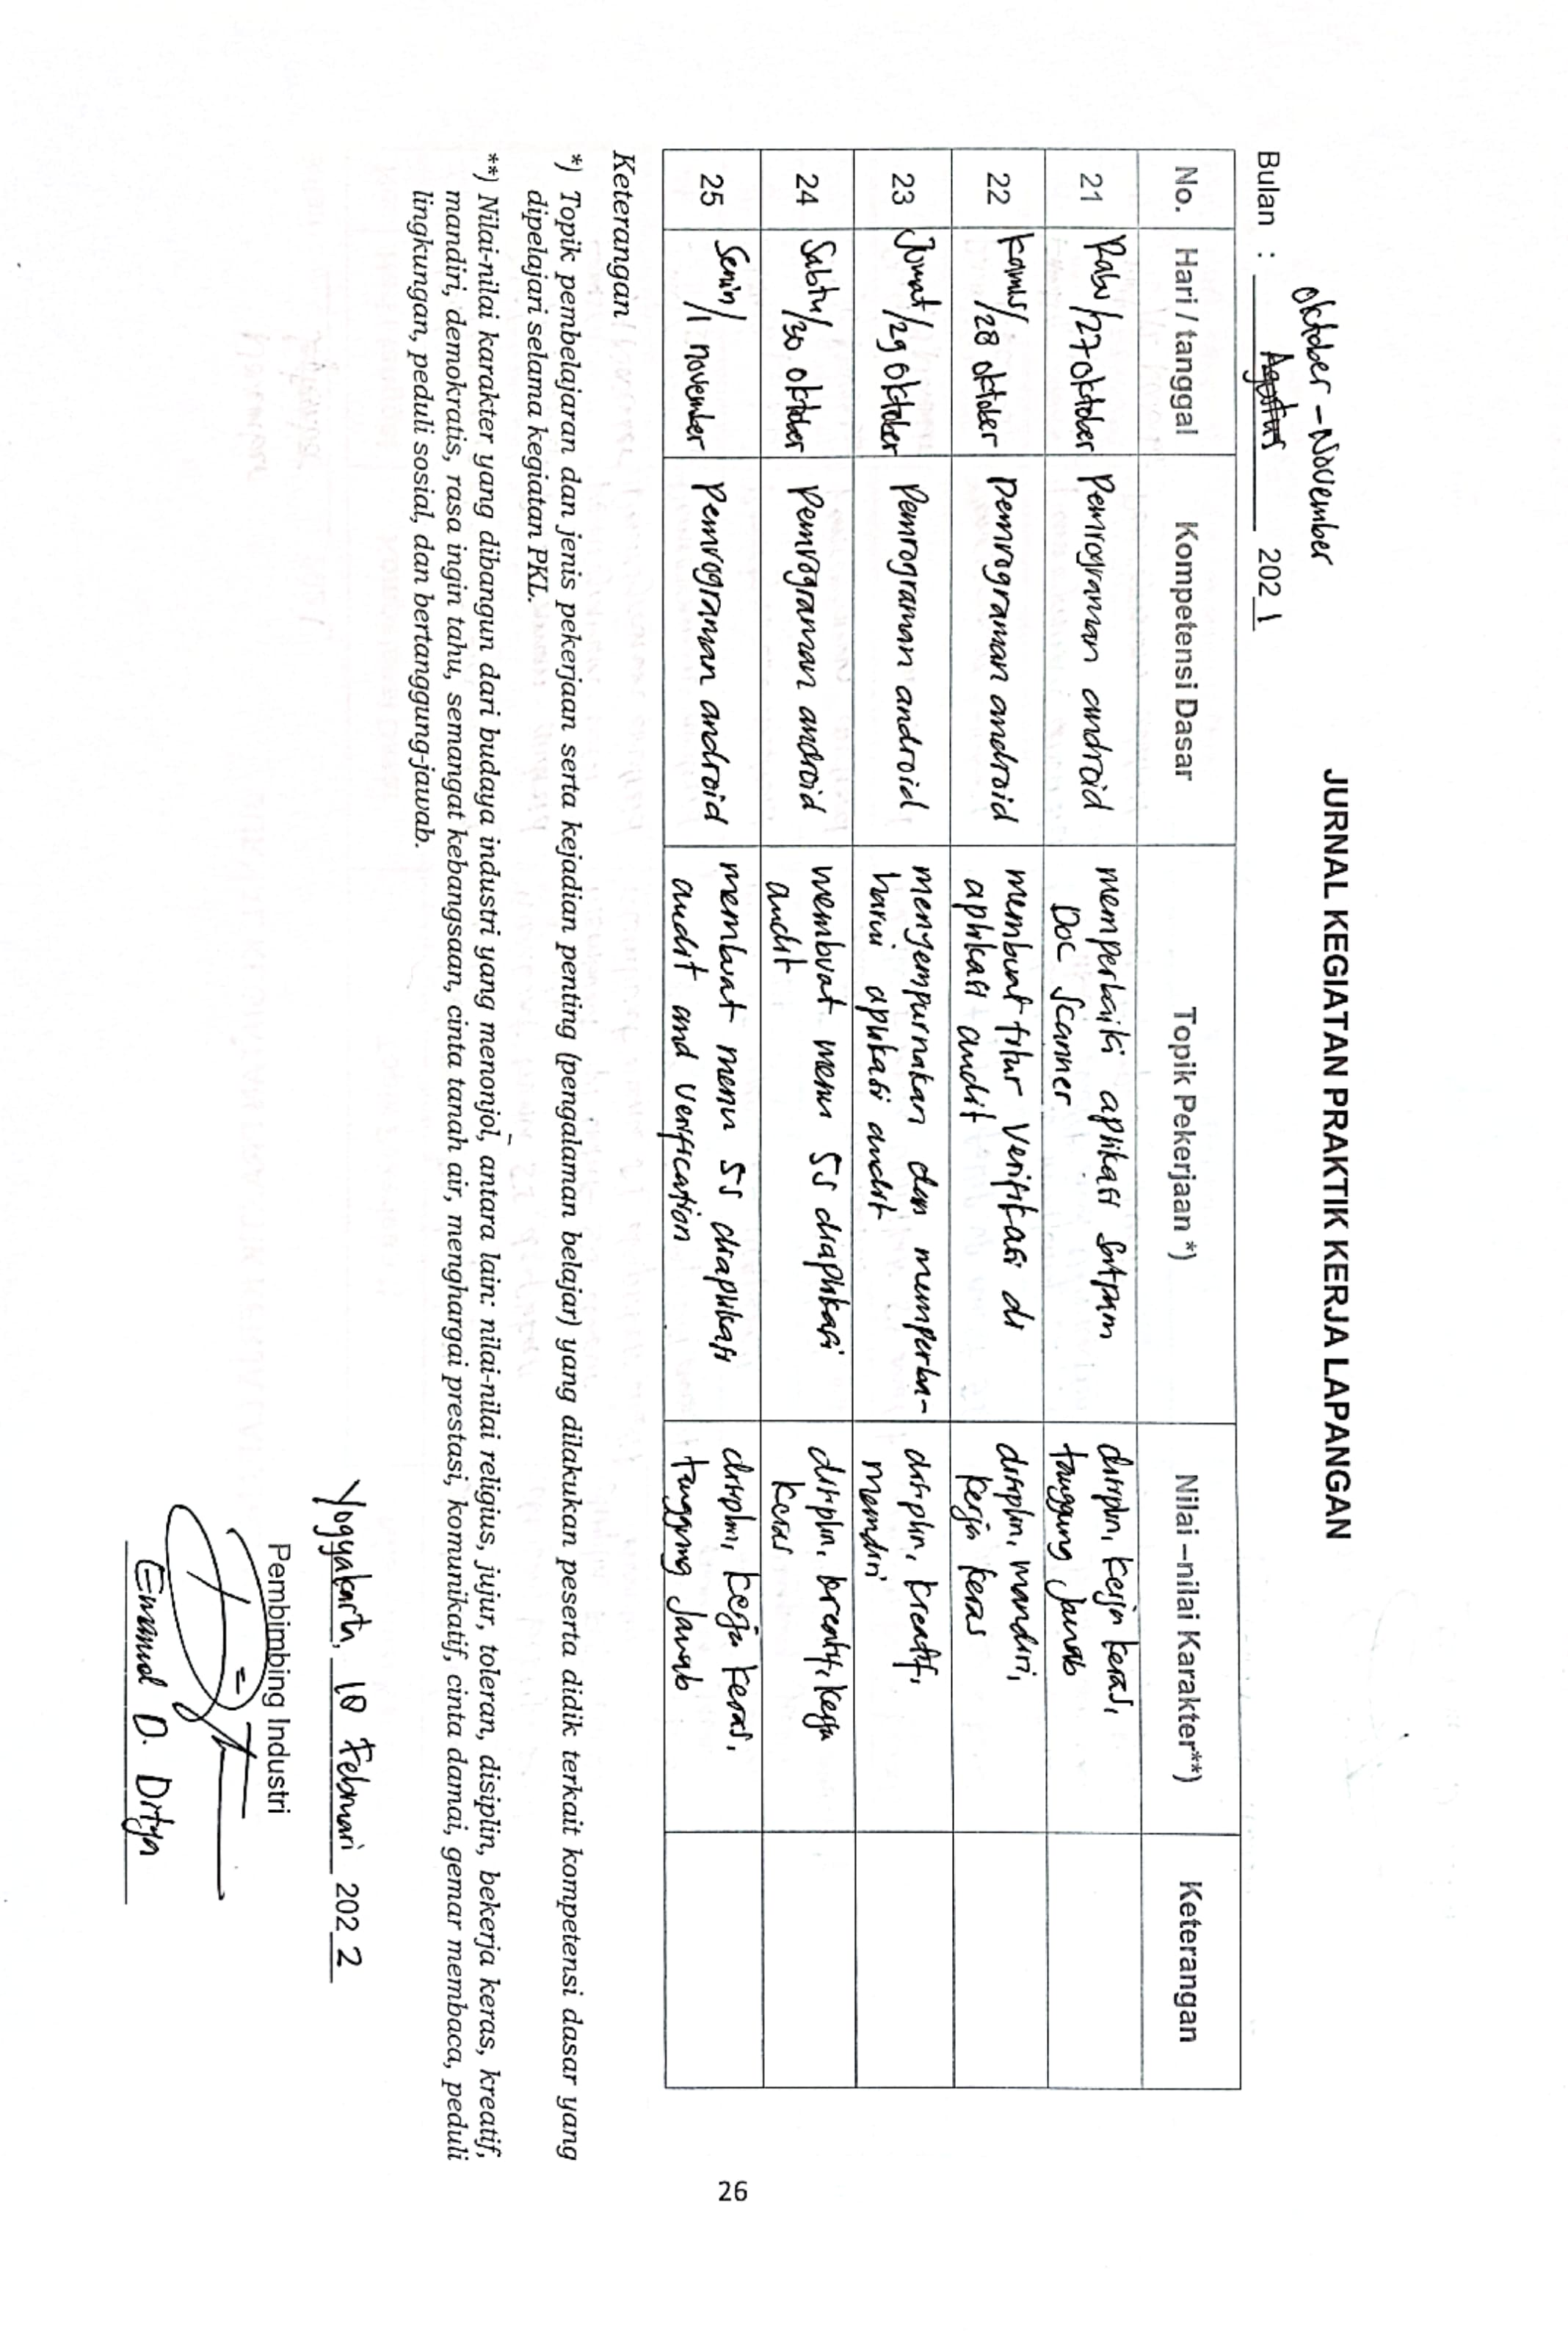 JURNAL KEGIATAN PRAKTIK KERJA LAPANGAN
Oktober - November
Bulan : Agustus 2021
No. Hari / tanggal Kompetensi Dasar Topik Pekerjaan *) Nilai –nilai Karakter**) Keterangan
21 Rabu /27 oktober Pemrograman android memperbaiki aplikasi satpam disiplin, kerja keras,
Doc Scanner tanggung jawab
22 Kamis/ Pemrograman android membuat fitur verifikasi di disiplin, mandiri,
/28 oktober aplikasi audit kerja keras
23 Jumat/29 Oktober Pemrograman android menyempurnakan dan memperba-
harui aplikasi audit disiplin, kreatif,
mandiri
24 Sabtu/30 oktober Pemrograman android membuat menu 5S diaplikasi disiplin, kreatif, kerja
audit keras
25 Senin/ Pemrograman android membuat menu 5S diaplikasi disiplin, kerja keras,
/1 november audit and verification tanggung jawab
Keterangan
*) Topik pembelajaran dan jenis pekerjaan serta kejadian penting (pengalaman belajar) yang dilakukan peserta didik terkait kompetensi dasar yang
dipelajari selama kegiatan PKL.
**) Nilai-nilai karakter yang dibangun dari budaya industri yang menonjol, antara lain: nilai-nilai religius, jujur, toleran, disiplin, bekerja keras, kreatif,
mandiri, demokratis, rasa ingin tahu, semangat kebangsaan, cinta tanah air, menghargai prestasi, komunikatif, cinta damai, gemar membaca, peduli
lingkungan, peduli sosial, dan bertanggung-jawab.
Yogyakarta, 10 Februari 2022
Pembimbing Industri
Emanuel D. Ditya
26